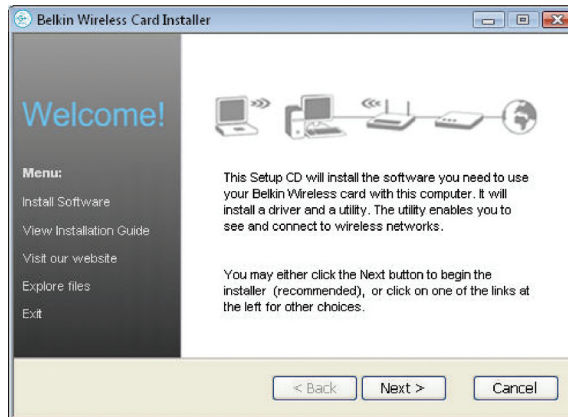 Belkin Wireless Card Installer
Welcome!
Menu:
Install Software
View Installation Guide
Visit our website
Explore files
Exit
This Setup CD will install the software you need to use
your Belkin Wireless card with this computer. It will
install a driver and a utility. The utility enables you to
see and connect to wireless networks.
You may either click the Next button to begin the
installer (recommended), or click on one of the links at
the left for other choices.
< Back
Next >
Cancel